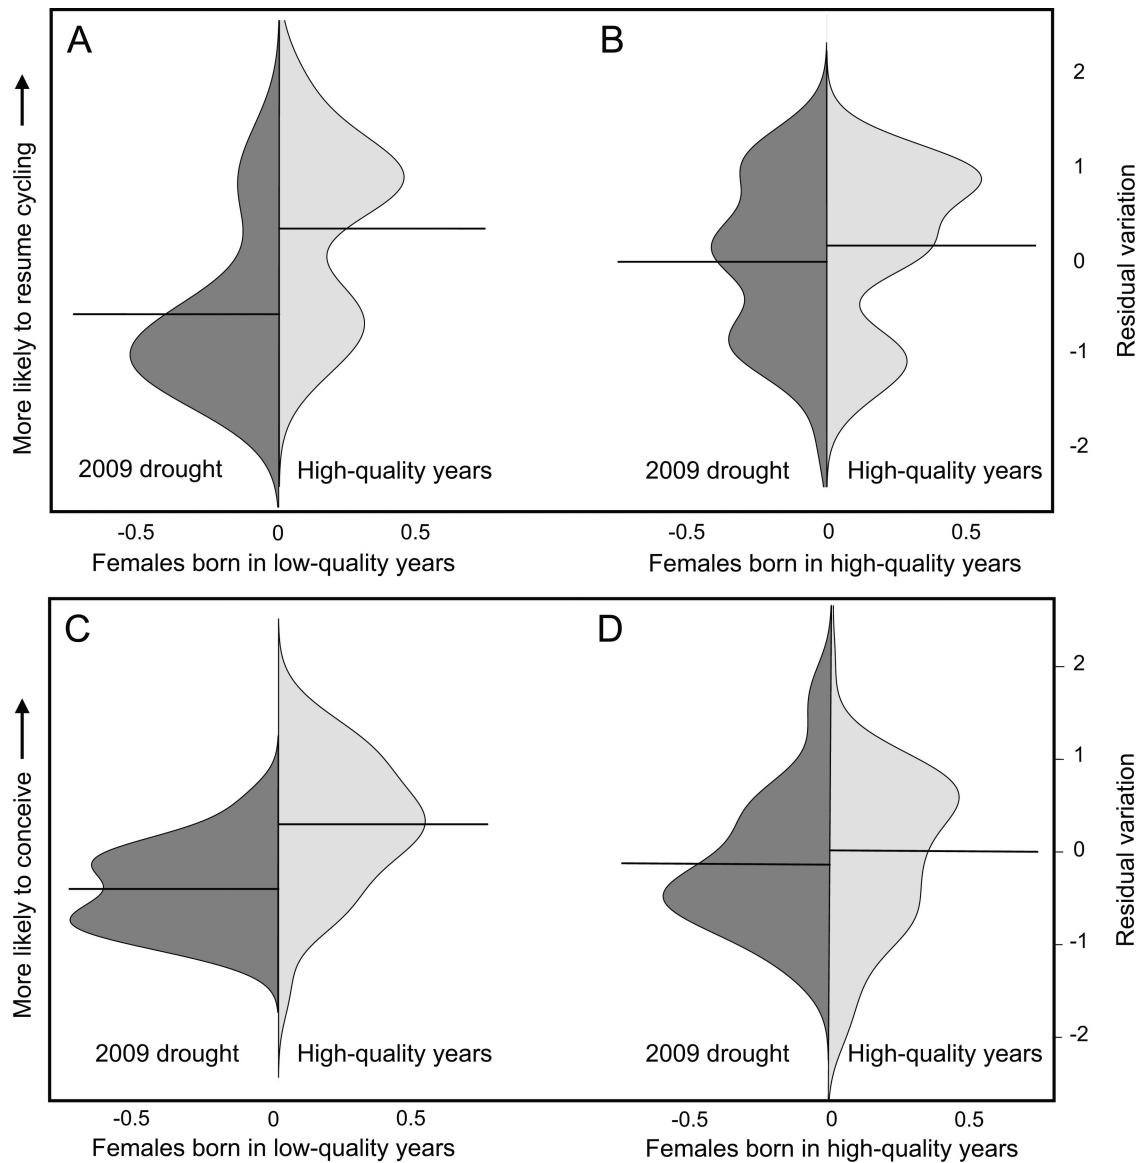 A
B
More likely to resume cycling
2
1
0
-1
-2
Residual variation
2009 drought
High-quality years
2009 drought
High-quality years
-0.5
0
0.5
-0.5
0
0.5
Females born in low-quality years
Females born in high-quality years
C
D
More likely to conceive
2
1
0
-1
-2
Residual variation
2009 drought
High-quality years
2009 drought
High-quality years
-0.5
0
0.5
-0.5
0
0.5
Females born in low-quality years
Females born in high-quality years